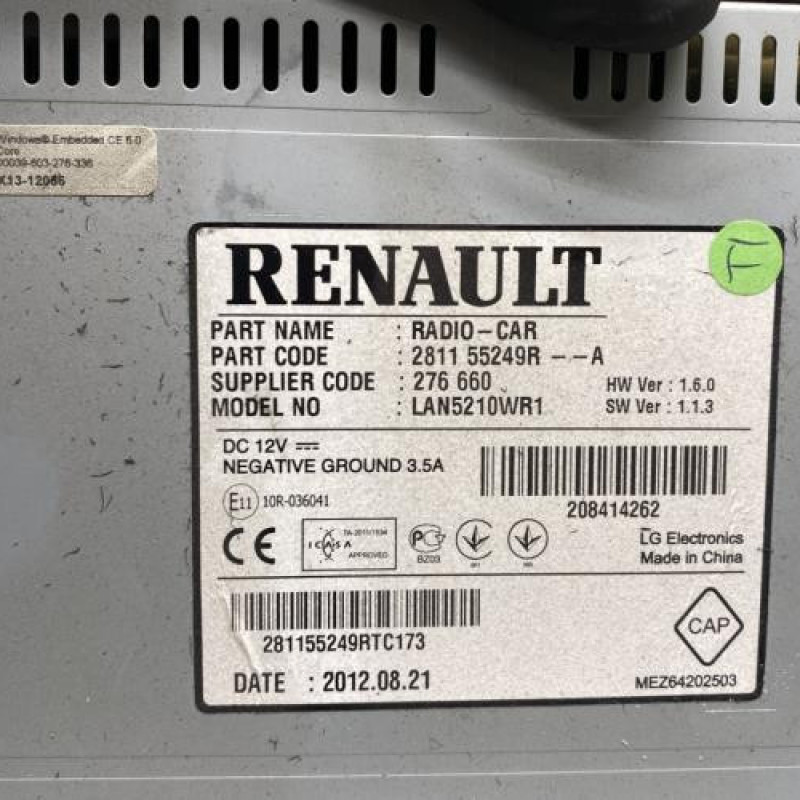 Windows® Embedded CE 6.0
Core
00039-603-276-336
X13-12066
RENAULT
F
PART NAME : RADIO-CAR
PART CODE : 2811 55249R --A
SUPPLIER CODE : 276 660
HW Ver : 1.6.0
MODEL NO : LAN5210WR1
SW Ver : 1.1.3
DC 12V
NEGATIVE GROUND 3.5A
208414262
E11 10R-036041
CE
ICASA
APPROVED
PC
BZ03
LG Electronics
Made in China
281155249RTC173
CAP
DATE : 2012.08.21
MEZ64202503